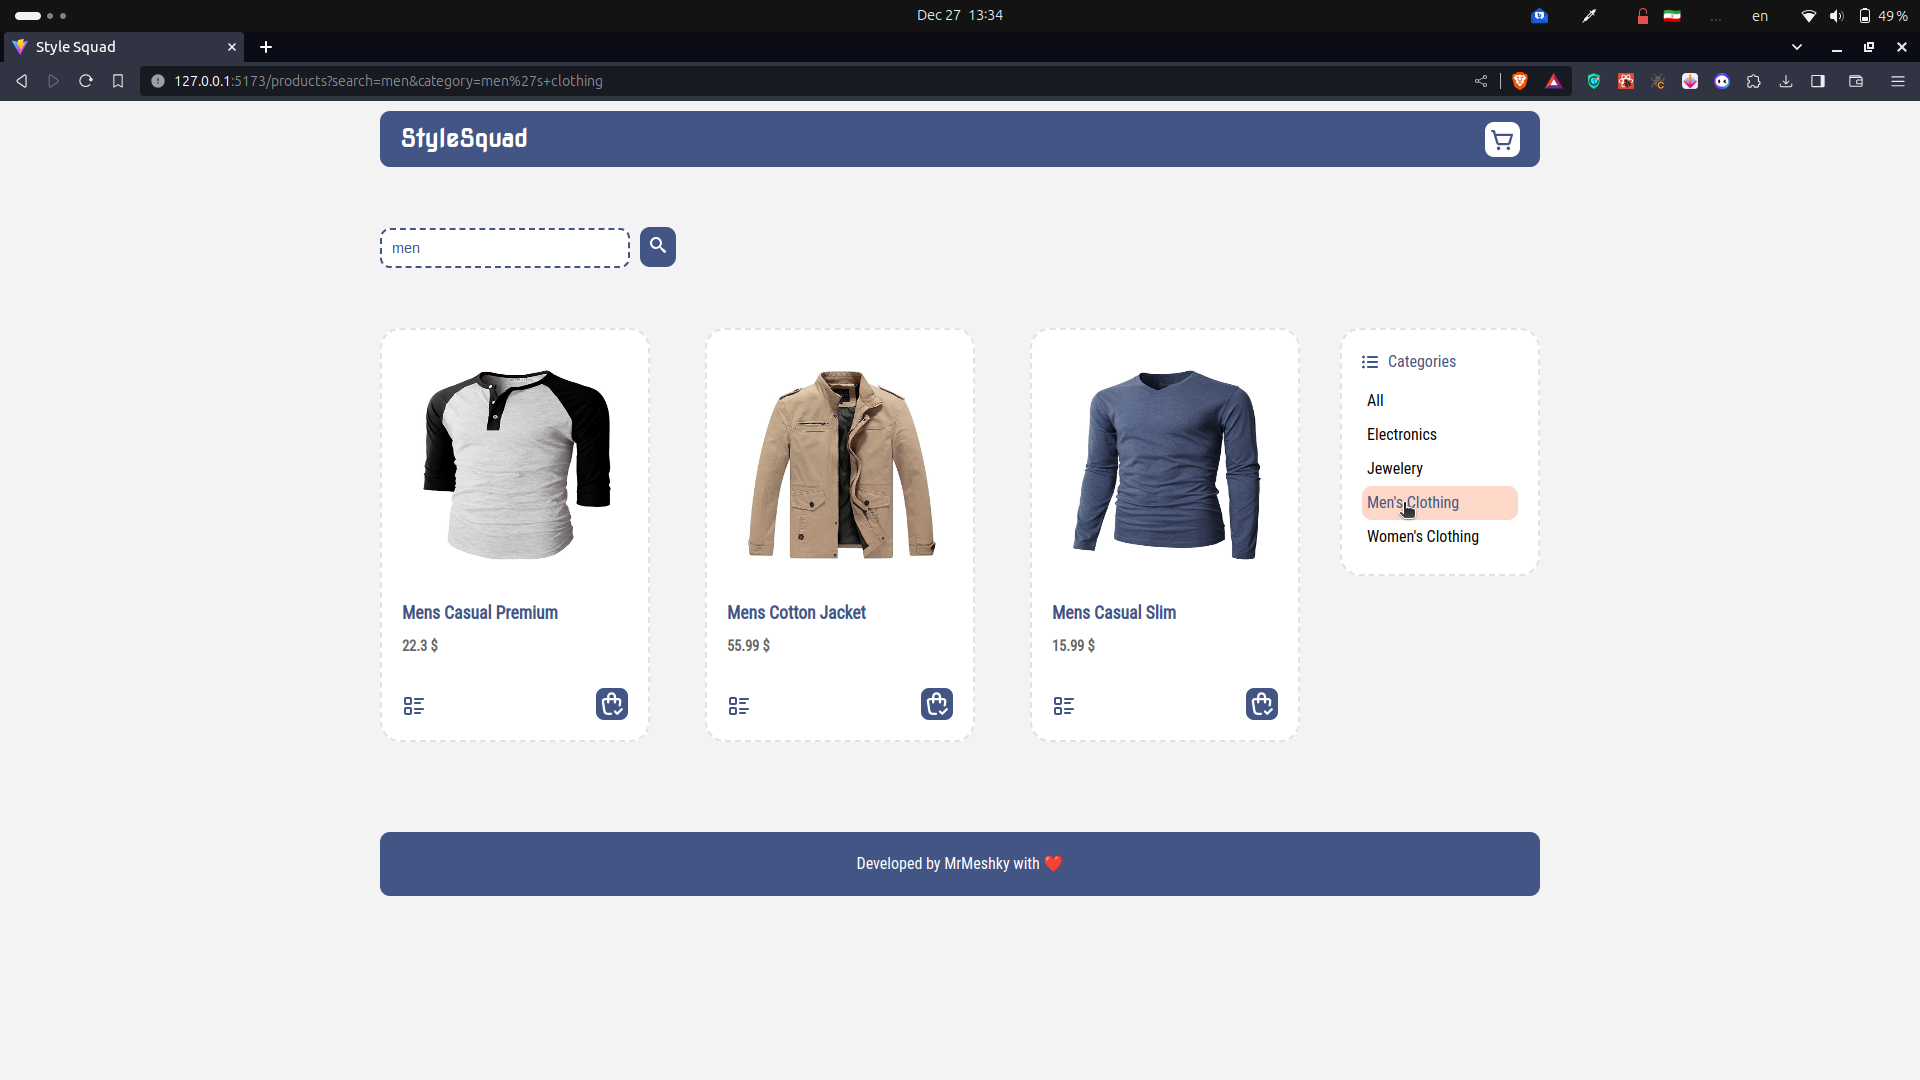 Dec 27 13:34
en
49 %
Style Squad
127.0.0.1:5173/products?search=men&category=men%27s+clothing
StyleSquad
men
Categories
All
Electronics
Jewelery
Men's Clothing
Women's Clothing
Mens Casual Premium
22.3 $
Mens Cotton Jacket
55.99 $
Mens Casual Slim
15.99 $
Developed by MrMeshky with ❤️